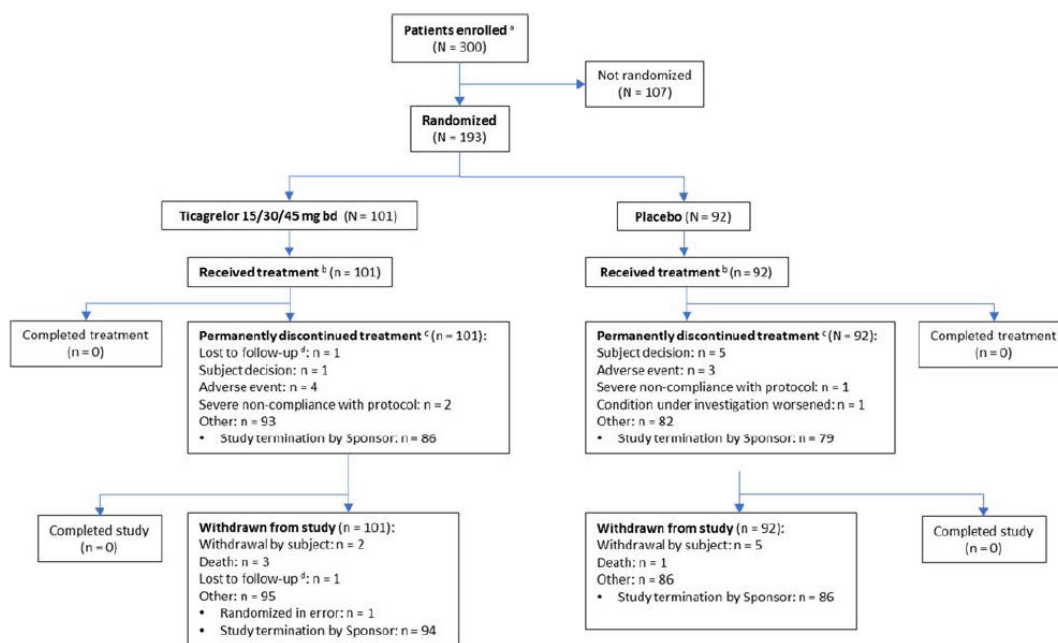 Patients enrolled a
(N = 300)
Not randomized
(N = 107)
Randomized
(N = 193)
Ticagrelor 15/30/45 mg bd (N = 101)
Placebo (N = 92)
Received treatment b (n = 101)
Received treatment b (n = 92)
Completed treatment
(n = 0)
Permanently discontinued treatment c (n = 101):
Lost to follow-up d: n = 1
Subject decision: n = 1
Adverse event: n = 4
Severe non-compliance with protocol: n = 2
Other: n = 93
• Study termination by Sponsor: n = 86
Permanently discontinued treatment c (N = 92):
Subject decision: n = 5
Adverse event: n = 3
Severe non-compliance with protocol: n = 1
Condition under investigation worsened: n = 1
Other: n = 82
• Study termination by Sponsor: n = 79
Completed treatment
(n = 0)
Completed study
(n = 0)
Withdrawn from study (n = 101):
Withdrawal by subject: n = 2
Death: n = 3
Lost to follow-up d: n = 1
Other: n = 95
• Randomized in error: n = 1
• Study termination by Sponsor: n = 94
Withdrawn from study (n = 92):
Withdrawal by subject: n = 5
Death: n = 1
Other: n = 86
• Study termination by Sponsor: n = 86
Completed study
(n = 0)